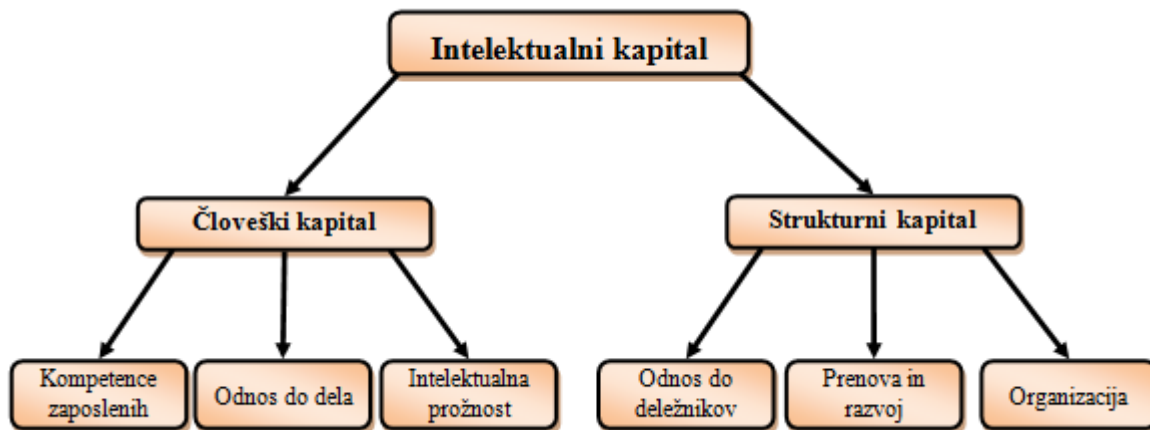 Intelektualni kapital
Človeški kapital
Strukturni kapital
Kompetence
zaposlenih
Odnos do dela
Intelektualna
prožnost
Odnos do
deležnikov
Prenova in
razvoj
Organizacija